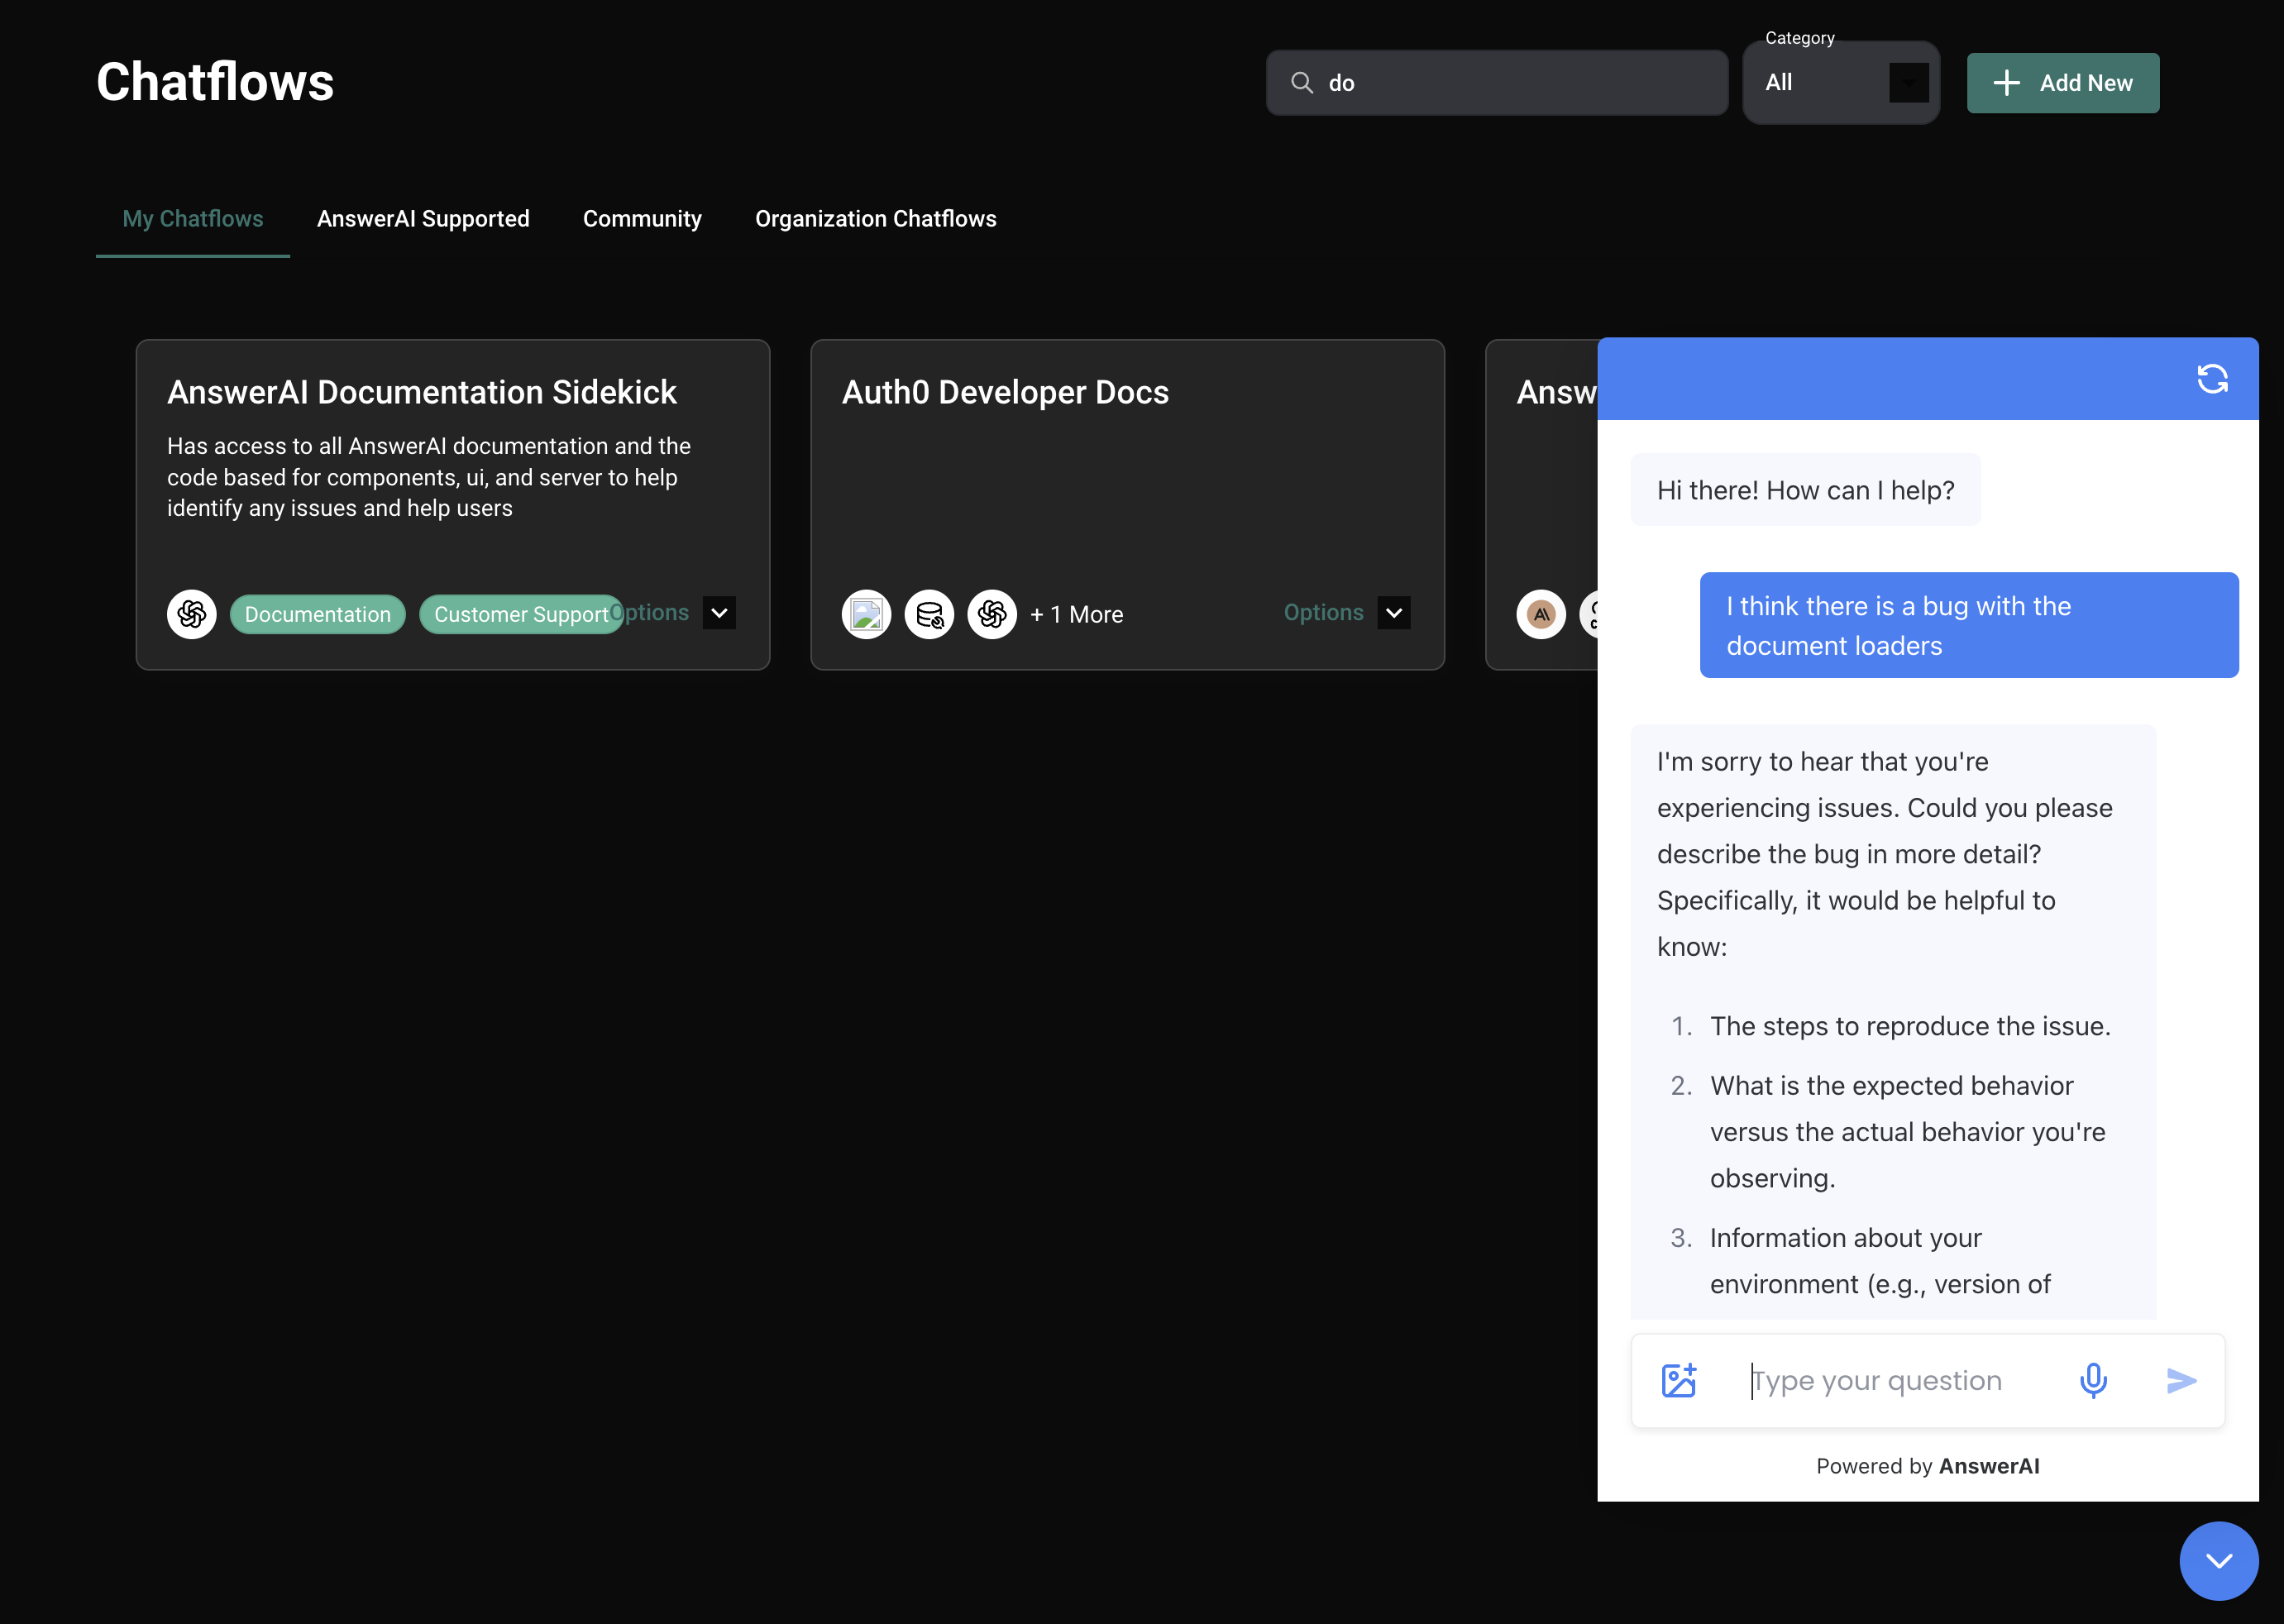 Chatflows
do
Category
All
Add New
My Chatflows
AnswerAI Supported
Community
Organization Chatflows
AnswerAI Documentation Sidekick
Has access to all AnswerAI documentation and the
code based for components, ui, and server to help
identify any issues and help users
Documentation
Customer Support
Options
Auth0 Developer Docs
+ 1 More
Options
Answ
Hi there! How can I help?
I think there is a bug with the
document loaders
I'm sorry to hear that you're
experiencing issues. Could you please
describe the bug in more detail?
Specifically, it would be helpful to
know:
1. The steps to reproduce the issue.
2. What is the expected behavior
versus the actual behavior you're
observing.
3. Information about your
environment (e.g., version of
Type your question
Powered by AnswerAI